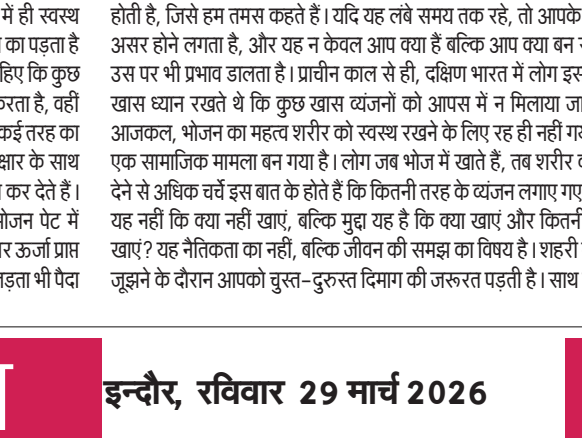 में ही स्वस्थ
का पड़ता है
हिए कि कुछ
करता है, वहीं
कई तरह का
क्षार के साथ
कर देते हैं।
भोजन पेट में
र ऊर्जा प्राप्त
जड़ता भी पैदा
होती है, जिसे हम तमस कहते हैं। यदि यह लंबे समय तक रहे, तो आपके
असर होने लगता है, और यह न केवल आप क्या हैं बल्कि आप क्या बन
उस पर भी प्रभाव डालता है। प्राचीन काल से ही, दक्षिण भारत में लोग इस
खास ध्यान रखते थे कि कुछ खास व्यंजनों को आपस में न मिलाया जा
आजकल, भोजन का महत्व शरीर को स्वस्थ रखने के लिए रह ही नहीं
एक सामाजिक मामला बन गया है। लोग जब भोज में खाते हैं, तब शरीर
देने से अधिक चर्चे इस बात के होते हैं कि कितनी तरह के व्यंजन लगाए गए
यह नहीं कि क्या नहीं खाएं, बल्कि मुद्दा यह है कि क्या खाएं और कितनी
खाएं? यह नैतिकता का नहीं, बल्कि जीवन की समझ का विषय है। शहरी
जूझने के दौरान आपको चुस्त-दुरुस्त दिमाग की जरूरत पड़ती है। साथ
इन्दौर, रविवार 29 मार्च 2026